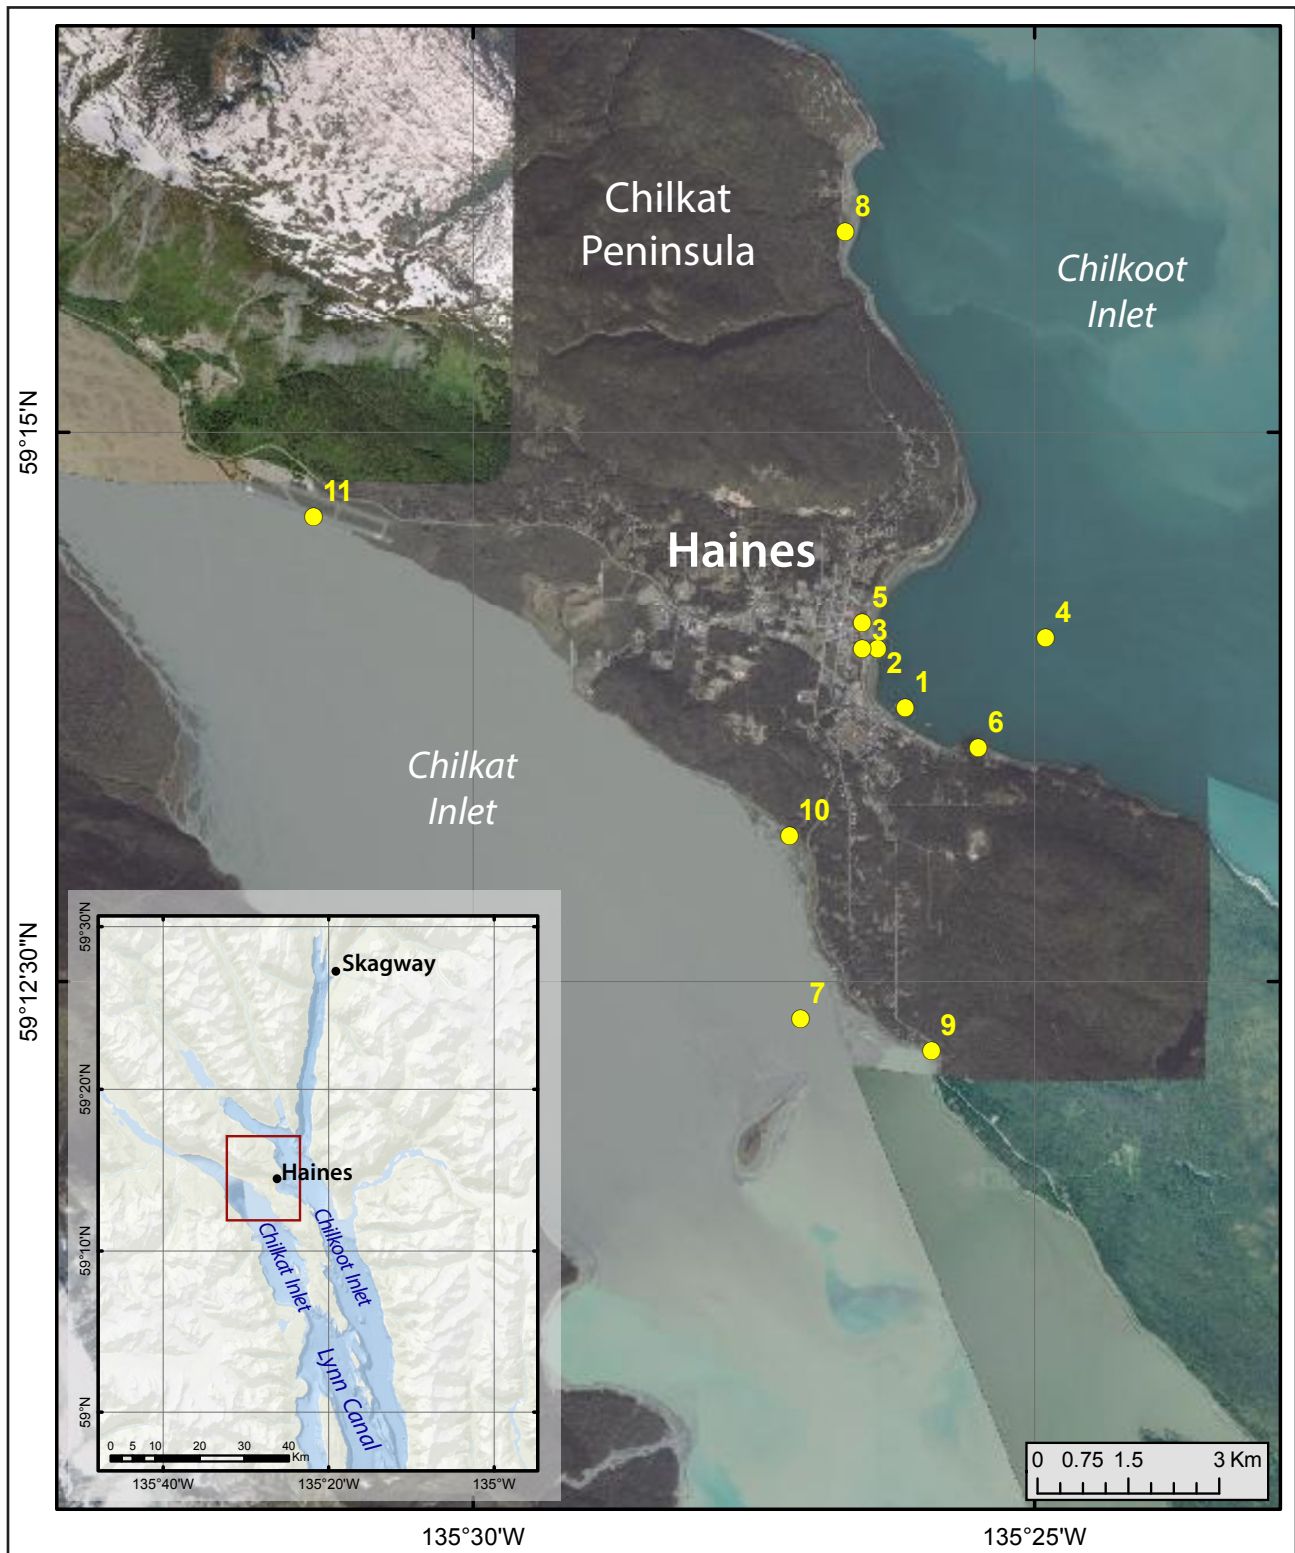 Chilkat
Peninsula
8
Chilkoot
Inlet
59°15'N
11
Haines
5
3
2
4
1
6
Chilkat
Inlet
10
59°12'30"N
7
9
59°30'N
59°20'N
59°10'N
59°N
Skagway
Haines
Chilkat Inlet
Chilkoot Inlet
Lynn Canal
0 5 10 20 30 40
Km
135°40'W 135°20'W 135°W
0 0.75 1.5 3 Km
135°30'W 135°25'W